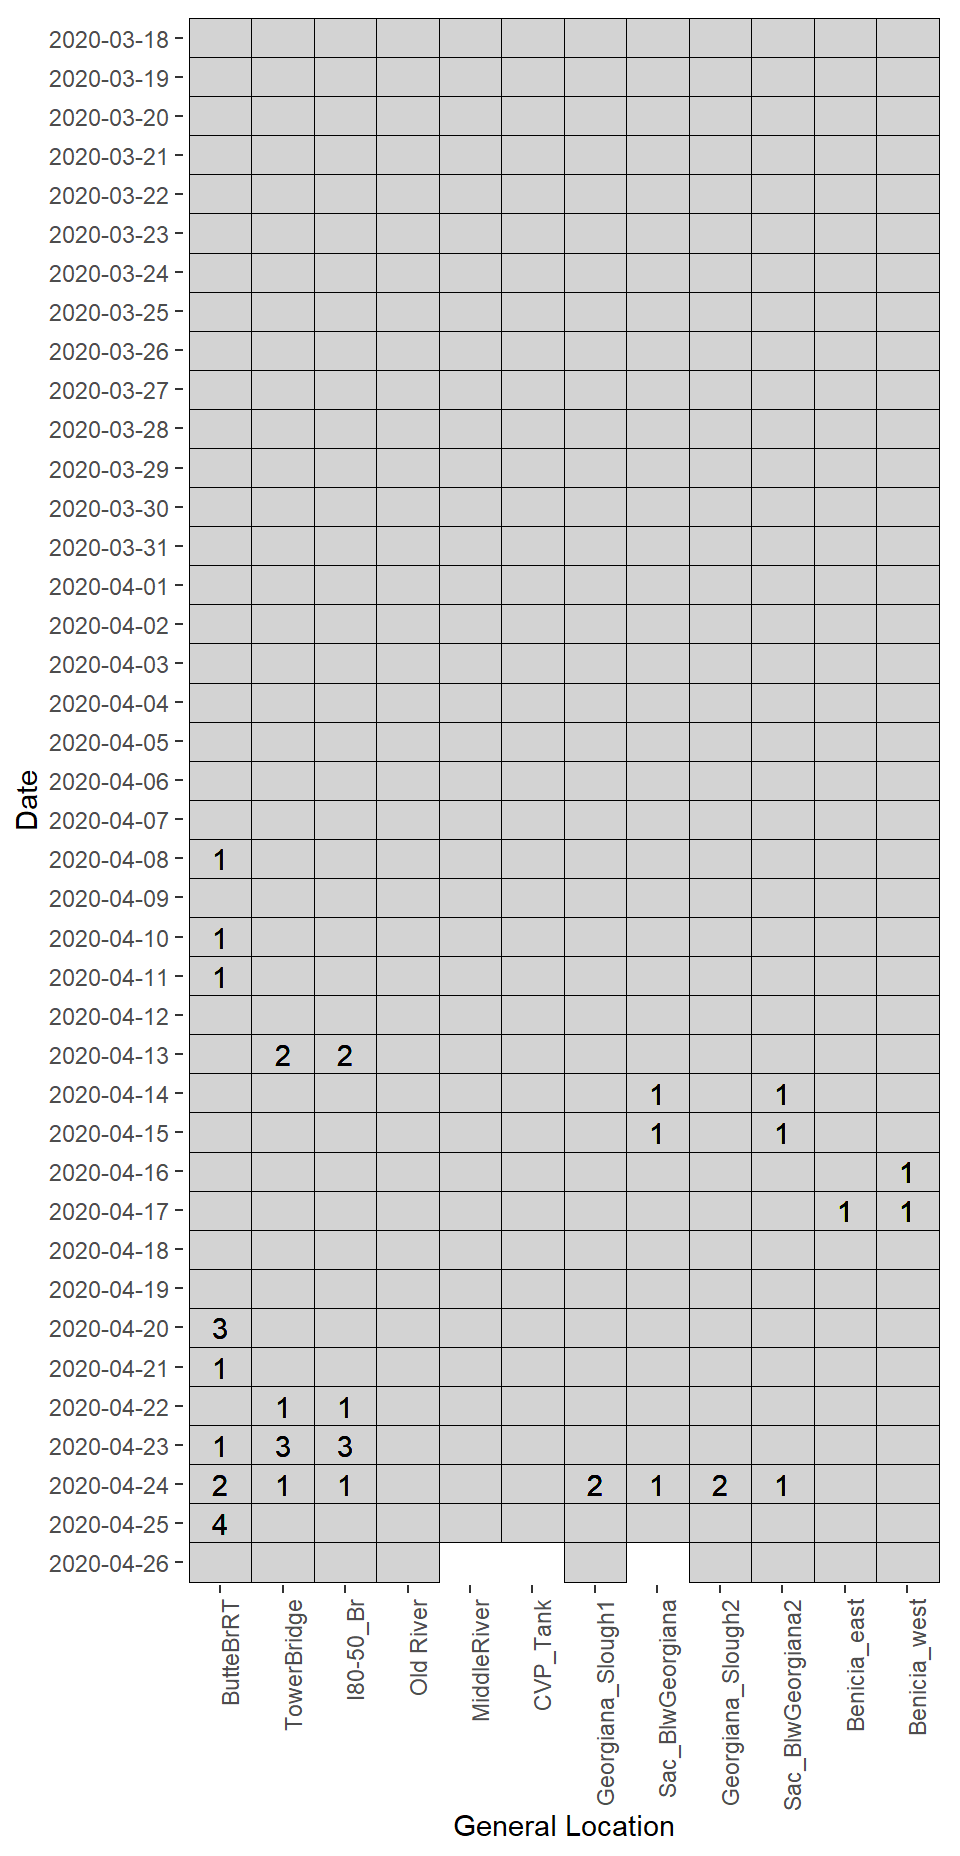 2020-03-18
2020-03-19
2020-03-20
2020-03-21
2020-03-22
2020-03-23
2020-03-24
2020-03-25
2020-03-26
2020-03-27
2020-03-28
2020-03-29
2020-03-30
2020-03-31
2020-04-01
2020-04-02
2020-04-03
2020-04-04
2020-04-05
2020-04-06
2020-04-07
2020-04-08 1
2020-04-09
2020-04-10 1
2020-04-11 1
2020-04-12
2020-04-13 2 2
2020-04-14 1 1
2020-04-15 1 1
2020-04-16 1
2020-04-17 1 1
2020-04-18
2020-04-19
2020-04-20 3
2020-04-21 1
2020-04-22 1 1
2020-04-23 1 3 3
2020-04-24 2 1 1 2 1 2 1
2020-04-25 4
2020-04-26
Date
ButteBrRT
TowerBridge
I80-50_Br
Old River
MiddleRiver
CVP_Tank
Georgiana_Slough1
Sac_BlwGeorgiana
Georgiana_Slough2
Sac_BlwGeorgiana2
Benicia_east
Benicia_west
General Location